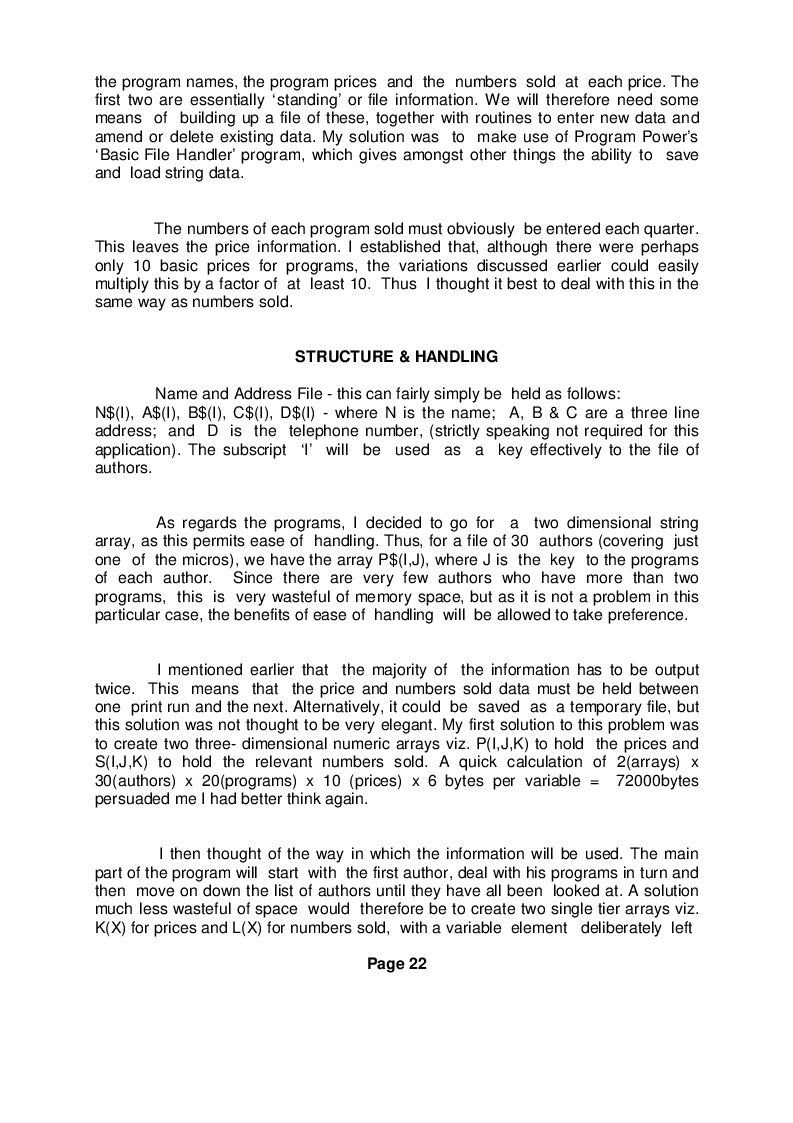 the program names, the program prices and the numbers sold at each price. The
first two are essentially ‘standing’ or file information. We will therefore need some
means of building up a file of these, together with routines to enter new data and
amend or delete existing data. My solution was to make use of Program Power’s
‘Basic File Handler’ program, which gives amongst other things the ability to save
and load string data.
The numbers of each program sold must obviously be entered each quarter.
This leaves the price information. I established that, although there were perhaps
only 10 basic prices for programs, the variations discussed earlier could easily
multiply this by a factor of at least 10. Thus I thought it best to deal with this in the
same way as numbers sold.
STRUCTURE & HANDLING
Name and Address File - this can fairly simply be held as follows:
N$(I), A$(I), B$(I), C$(I), D$(I) - where N is the name; A, B & C are a three line
address; and D is the telephone number, (strictly speaking not required for this
application). The subscript ‘I’ will be used as a key effectively to the file of
authors.
As regards the programs, I decided to go for a two dimensional string
array, as this permits ease of handling. Thus, for a file of 30 authors (covering just
one of the micros), we have the array P$(I,J), where J is the key to the programs
of each author. Since there are very few authors who have more than two
programs, this is very wasteful of memory space, but as it is not a problem in this
particular case, the benefits of ease of handling will be allowed to take preference.
I mentioned earlier that the majority of the information has to be output
twice. This means that the price and numbers sold data must be held between
one print run and the next. Alternatively, it could be saved as a temporary file, but
this solution was not thought to be very elegant. My first solution to this problem was
to create two three- dimensional numeric arrays viz. P(I,J,K) to hold the prices and
S(I,J,K) to hold the relevant numbers sold. A quick calculation of 2(arrays) x
30(authors) x 20(programs) x 10 (prices) x 6 bytes per variable = 72000bytes
persuaded me I had better think again.
I then thought of the way in which the information will be used. The main
part of the program will start with the first author, deal with his programs in turn and
then move on down the list of authors until they have all been looked at. A solution
much less wasteful of space would therefore be to create two single tier arrays viz.
K(X) for prices and L(X) for numbers sold, with a variable element deliberately left
Page 22